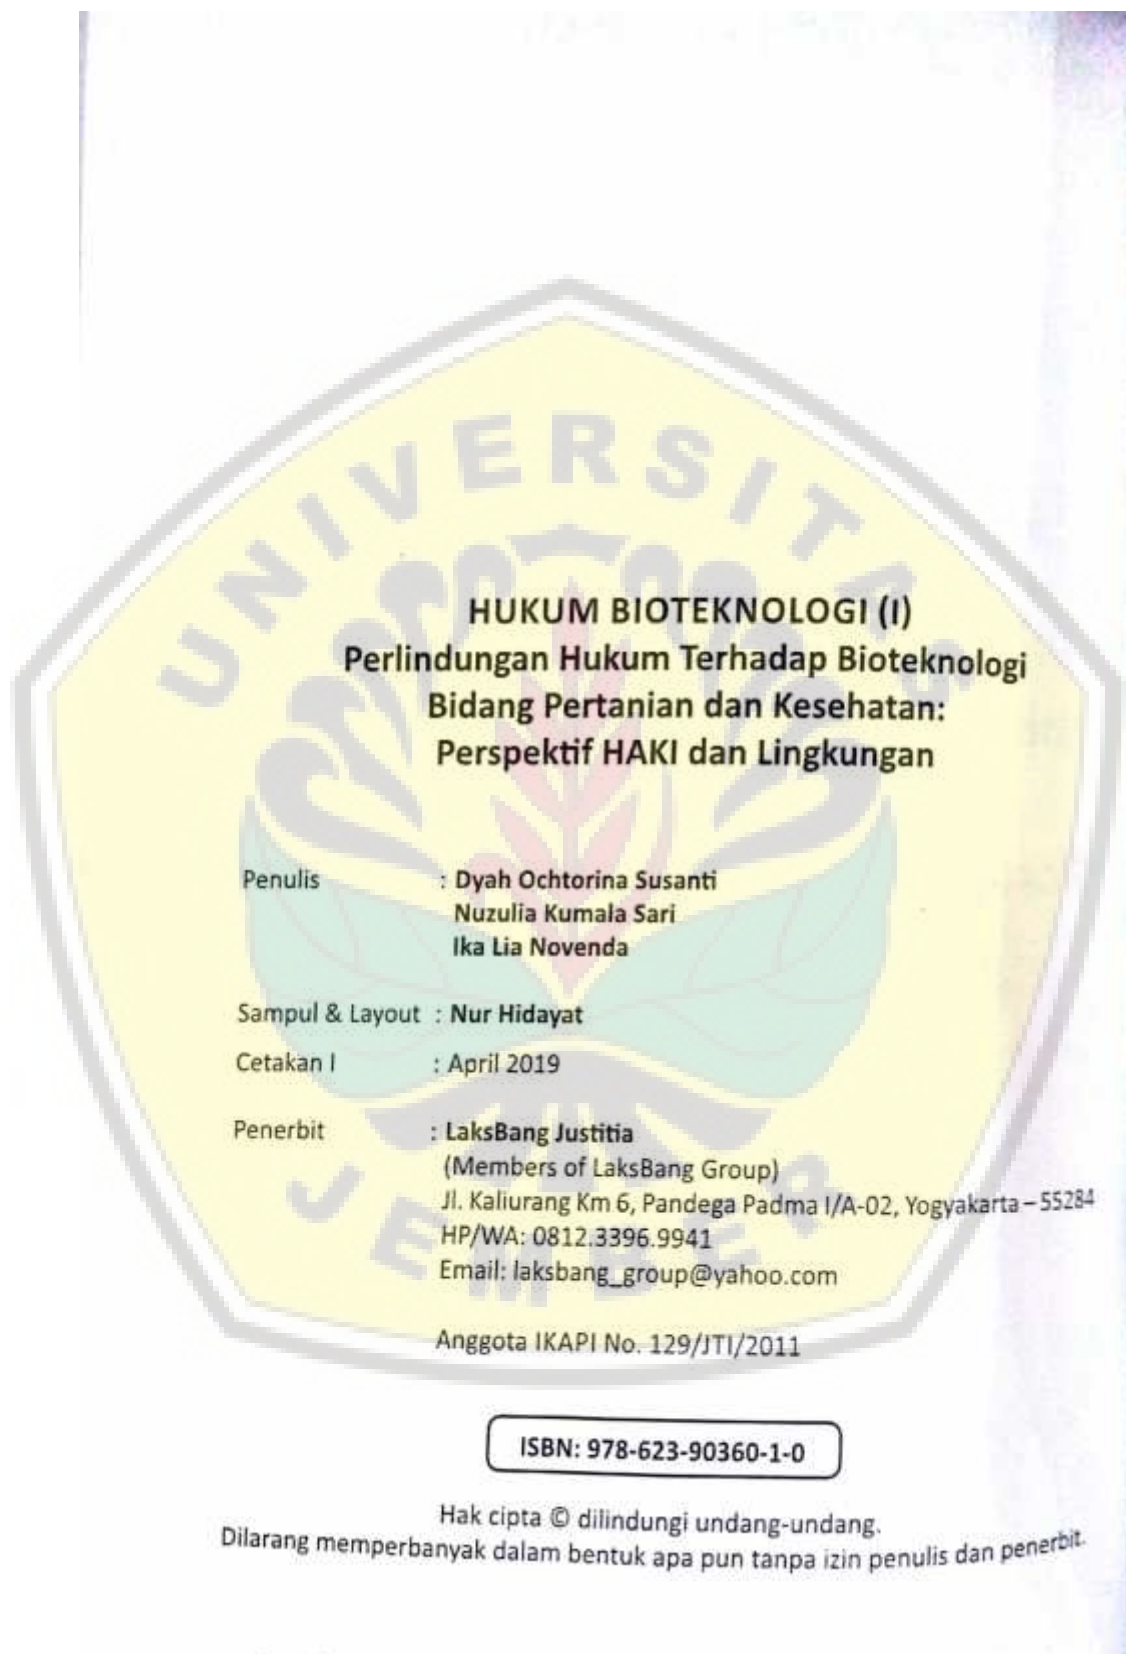 UNIVERSITAS
HUKUM BIOTEKNOLOGI (I)
Perlindungan Hukum Terhadap Bioteknologi
Bidang Pertanian dan Kesehatan:
Perspektif HAKI dan Lingkungan
Penulis : Dyah Ochtorina Susanti
Nuzulia Kumala Sari
Ika Lia Novenda
Sampul & Layout : Nur Hidayat
Cetakan I : April 2019
Penerbit : LaksBang Justitia
(Members of LaksBang Group)
Jl. Kaliurang Km 6, Pandega Padma I/A-02, Yogyakarta – 55284
HP/WA: 0812.3396.9941
Email: laksbang_group@yahoo.com
JEMBER
Anggota IKAPI No. 129/JTI/2011
ISBN: 978-623-90360-1-0
Hak cipta © dilindungi undang-undang.
Dilarang memperbanyak dalam bentuk apa pun tanpa izin penulis dan penerbit.